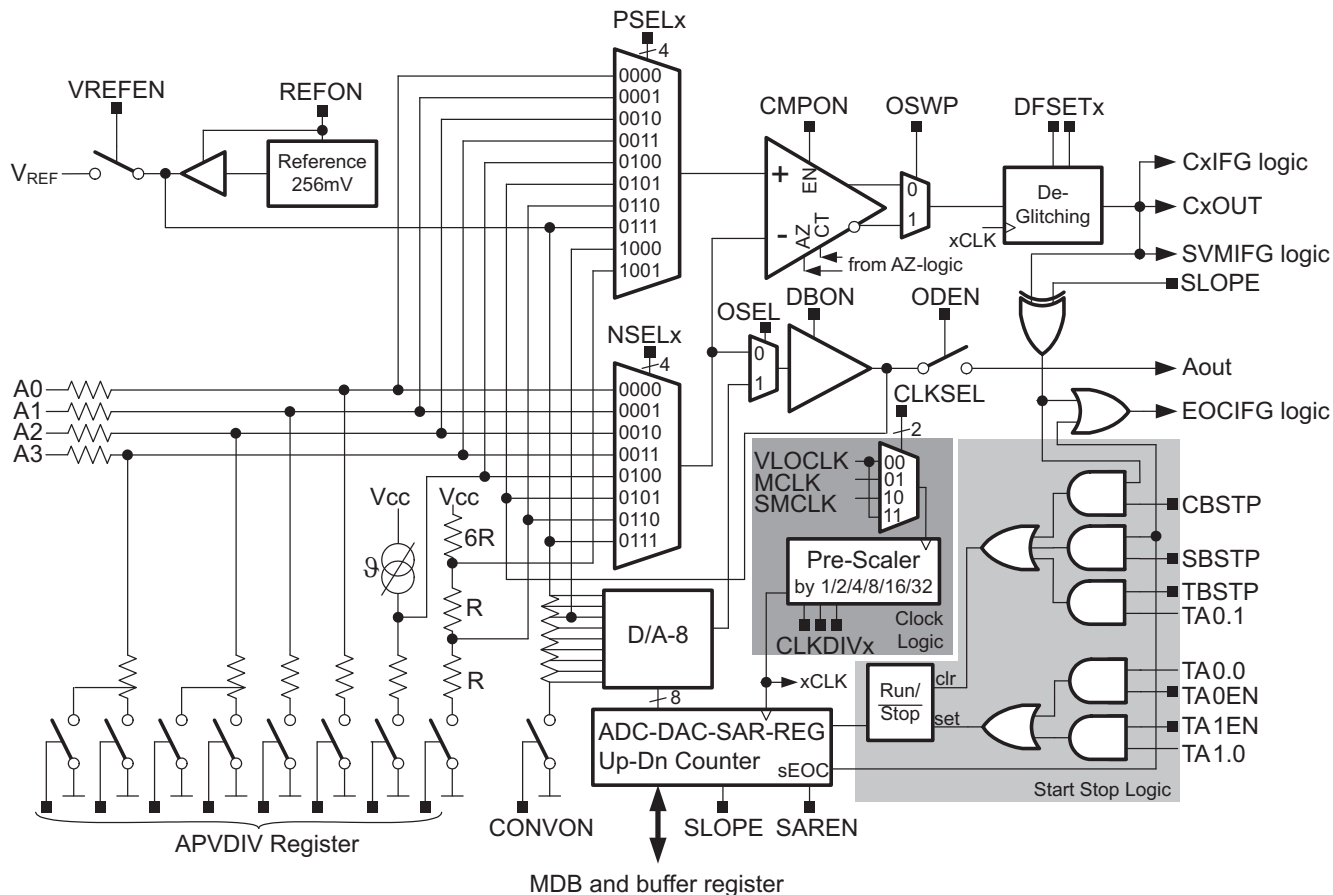 PSELx
4
VREFEN
REFON
CMPON
OSWP
DFSETx
0000
0001
0010
0011
0100
0101
0110
0111
1000
1001
VREF
Reference
256mV
+
-
EN
AZ
CT
0
1
De-
Glitching
xCLK
from AZ-logic
CxIFG logic
CxOUT
SVMIFG logic
SLOPE
OSEL
DBON
ODEN
NSELx
4
0
1
Aout
EOCIFG logic
A0
A1
A2
A3
0000
0001
0010
0011
0100
0101
0110
0111
CLKSEL
2
VLOCLK
MCLK
SMCLK
00
01
10
11
Vcc
Vcc
6R
ϑ
R
R
Pre-Scaler
by 1/2/4/8/16/32
Clock
Logic
CLKDIVx
CBSTP
SBSTP
TBSTP
TA0.1
D/A-8
8
xCLK
Run/
Stop
clr
set
TA0.0
TA0EN
TA1EN
TA1.0
ADC-DAC-SAR-REG
Up-Dn Counter
sEOC
Start Stop Logic
APVDIV Register
CONVON
SLOPE
SAREN
MDB and buffer register